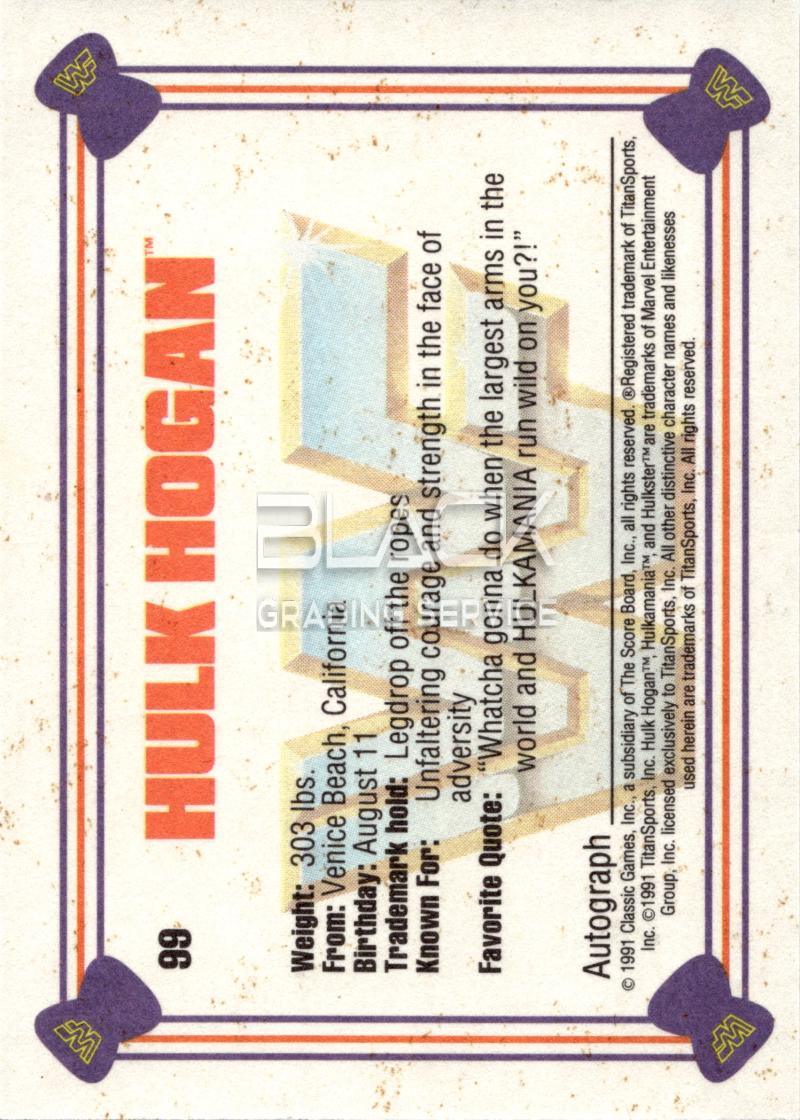 99 HULK HOGAN™
Weight: 303 lbs.
From: Venice Beach, California
Birthday: August 11
Trademark hold: Legdrop off the ropes
Known For: Unfaltering courage and strength in the face of
adversity
Favorite Quote: "Whatcha gonna do when the largest arms in the
world and HULKAMANIA run wild on you?!"
Autograph
© 1991 Classic Games, Inc., a subsidiary of The Score Board, Inc., all rights reserved. ®Registered trademark of TitanSports,
Inc. ©1991 TitanSports, Inc. Hulk Hogan™, Hulkamania™, and Hulkster™ are trademarks of Marvel Entertainment
Group, Inc. licensed exclusively to TitanSports, Inc. All other distinctive character names and likenesses
used herein are trademarks of TitanSports, Inc. All rights reserved.
BLACK
GRADING SERVICE
WF
WF
WF
WF